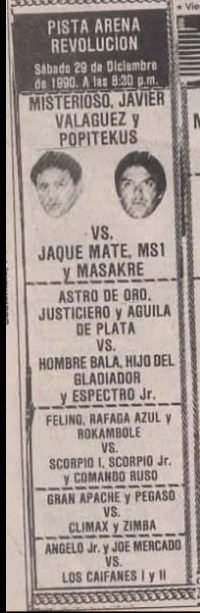 PISTA ARENA
REVOLUCION
Sábado 29 de Diciembre
de 1990. A las 8:30 p.m.
MISTERIOSO, JAVIER
VALAGUEZ y
POPITEKUS
VS.
JAQUE MATE, MS1
y MASAKRE
ASTRO DE ORO,
JUSTICIERO y AGUILA
DE PLATA
VS.
HOMBRE BALA, HIJO DEL
GLADIADOR
y ESPECTRO Jr.
FELINO, RAFAGA AZUL y
ROKAMBOLE
VS.
SCORPIO I, SCORPIO Jr.
y COMANDO RUSO
GRAN APACHE y PEGASO
VS.
CLIMAX y ZIMBA
ANGELO Jr. y JOE MERCADO
VS.
LOS CAIFANES I y II